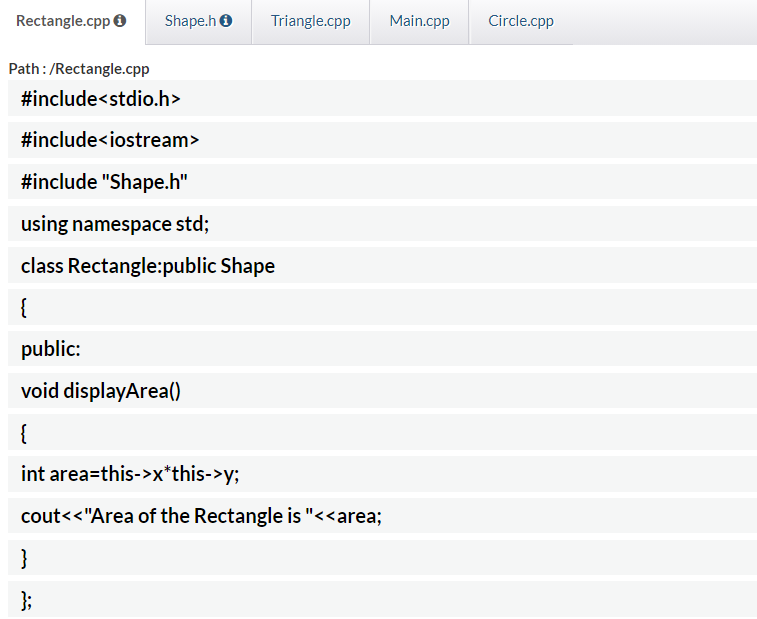 Rectangle.cpp Shape.h Triangle.cpp Main.cpp Circle.cpp
Path : /Rectangle.cpp
#include<stdio.h>
#include<iostream>
#include "Shape.h"
using namespace std;
class Rectangle:public Shape
{
public:
void displayArea()
{
int area=this->x*this->y;
cout<<"Area of the Rectangle is "<<area;
}
};